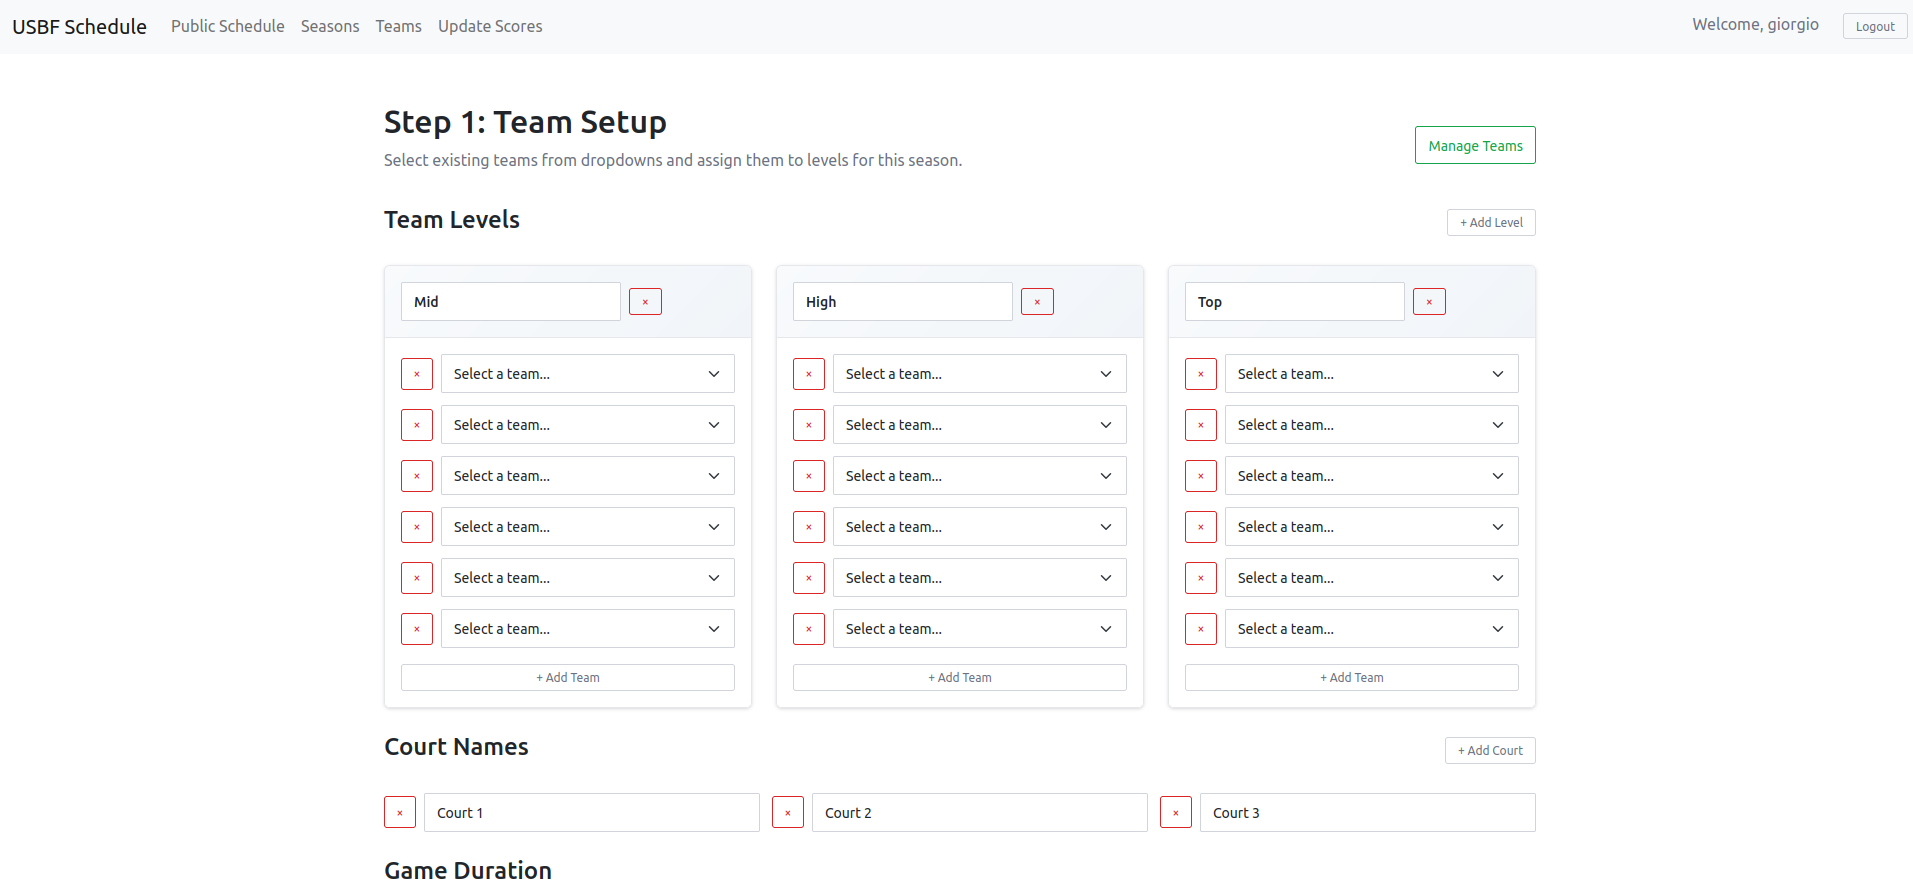 USBF Schedule Public Schedule Seasons Teams Update Scores Welcome, giorgio Logout
Step 1: Team Setup
Select existing teams from dropdowns and assign them to levels for this season.
Manage Teams
Team Levels
+ Add Level
Mid ×
× Select a team...
× Select a team...
× Select a team...
× Select a team...
× Select a team...
× Select a team...
+ Add Team
High ×
× Select a team...
× Select a team...
× Select a team...
× Select a team...
× Select a team...
× Select a team...
+ Add Team
Top ×
× Select a team...
× Select a team...
× Select a team...
× Select a team...
× Select a team...
× Select a team...
+ Add Team
Court Names
+ Add Court
× Court 1 × Court 2 × Court 3
Game Duration